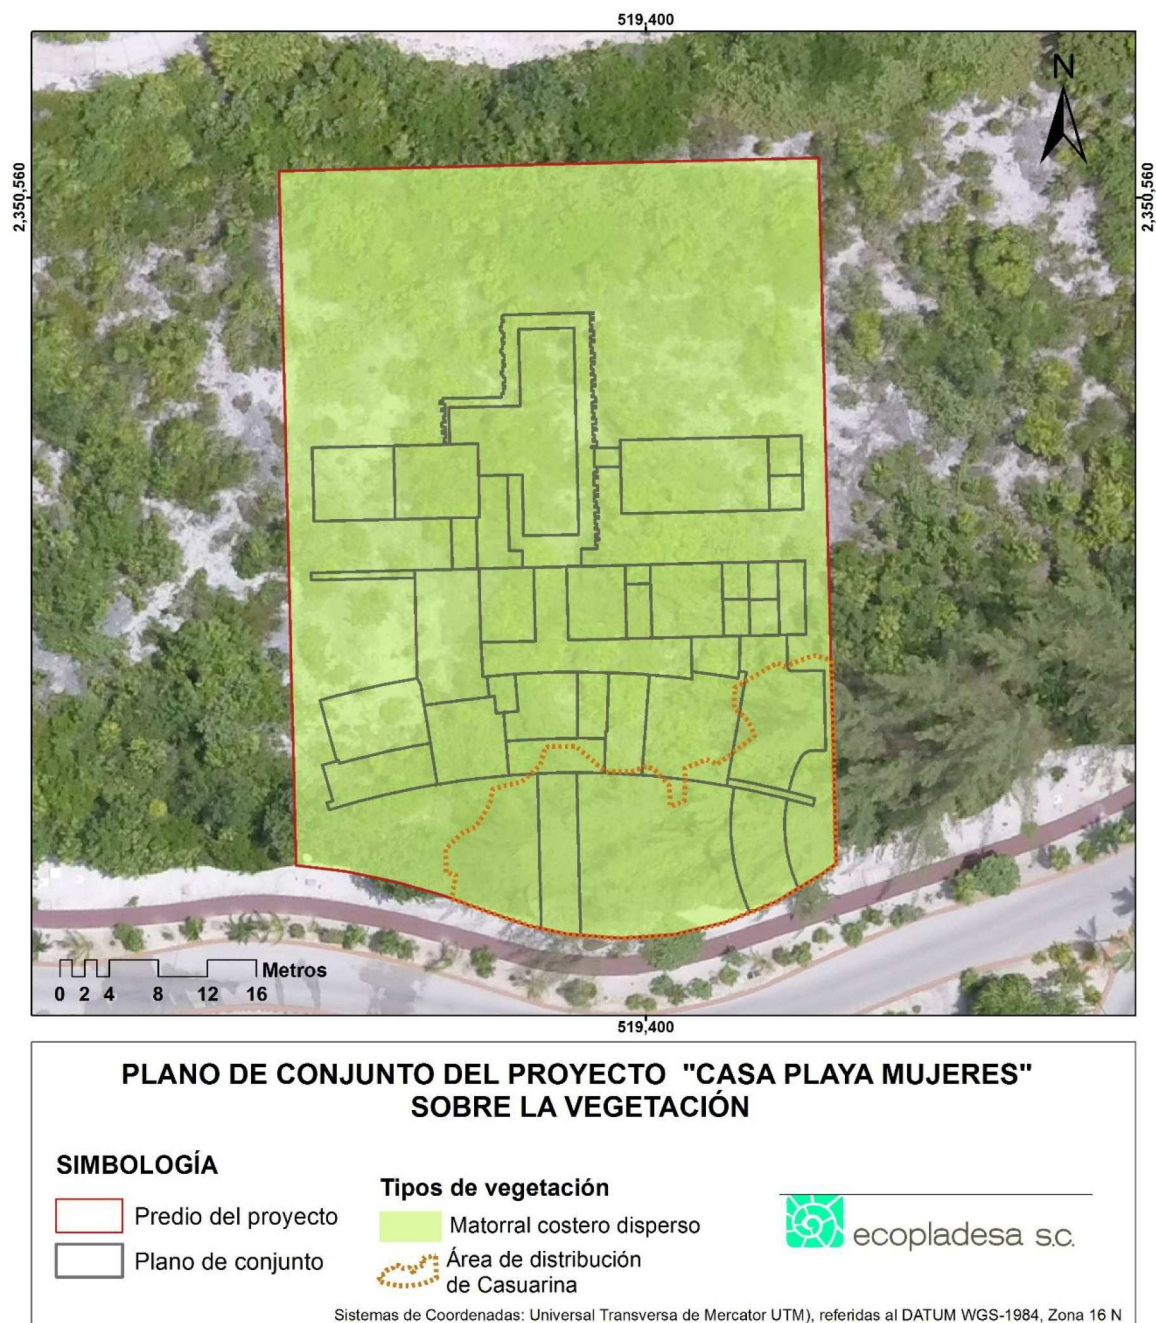 519,400
N
2,350,560
2,350,560
Metros
0 2 4 8 12 16
519,400
PLANO DE CONJUNTO DEL PROYECTO "CASA PLAYA MUJERES"
SOBRE LA VEGETACIÓN
SIMBOLOGÍA
Predio del proyecto
Plano de conjunto
Tipos de vegetación
Matorral costero disperso
Área de distribución
de Casuarina
ecopladesa s.c.
Sistemas de Coordenadas: Universal Transversa de Mercator UTM), referidas al DATUM WGS-1984, Zona 16 N